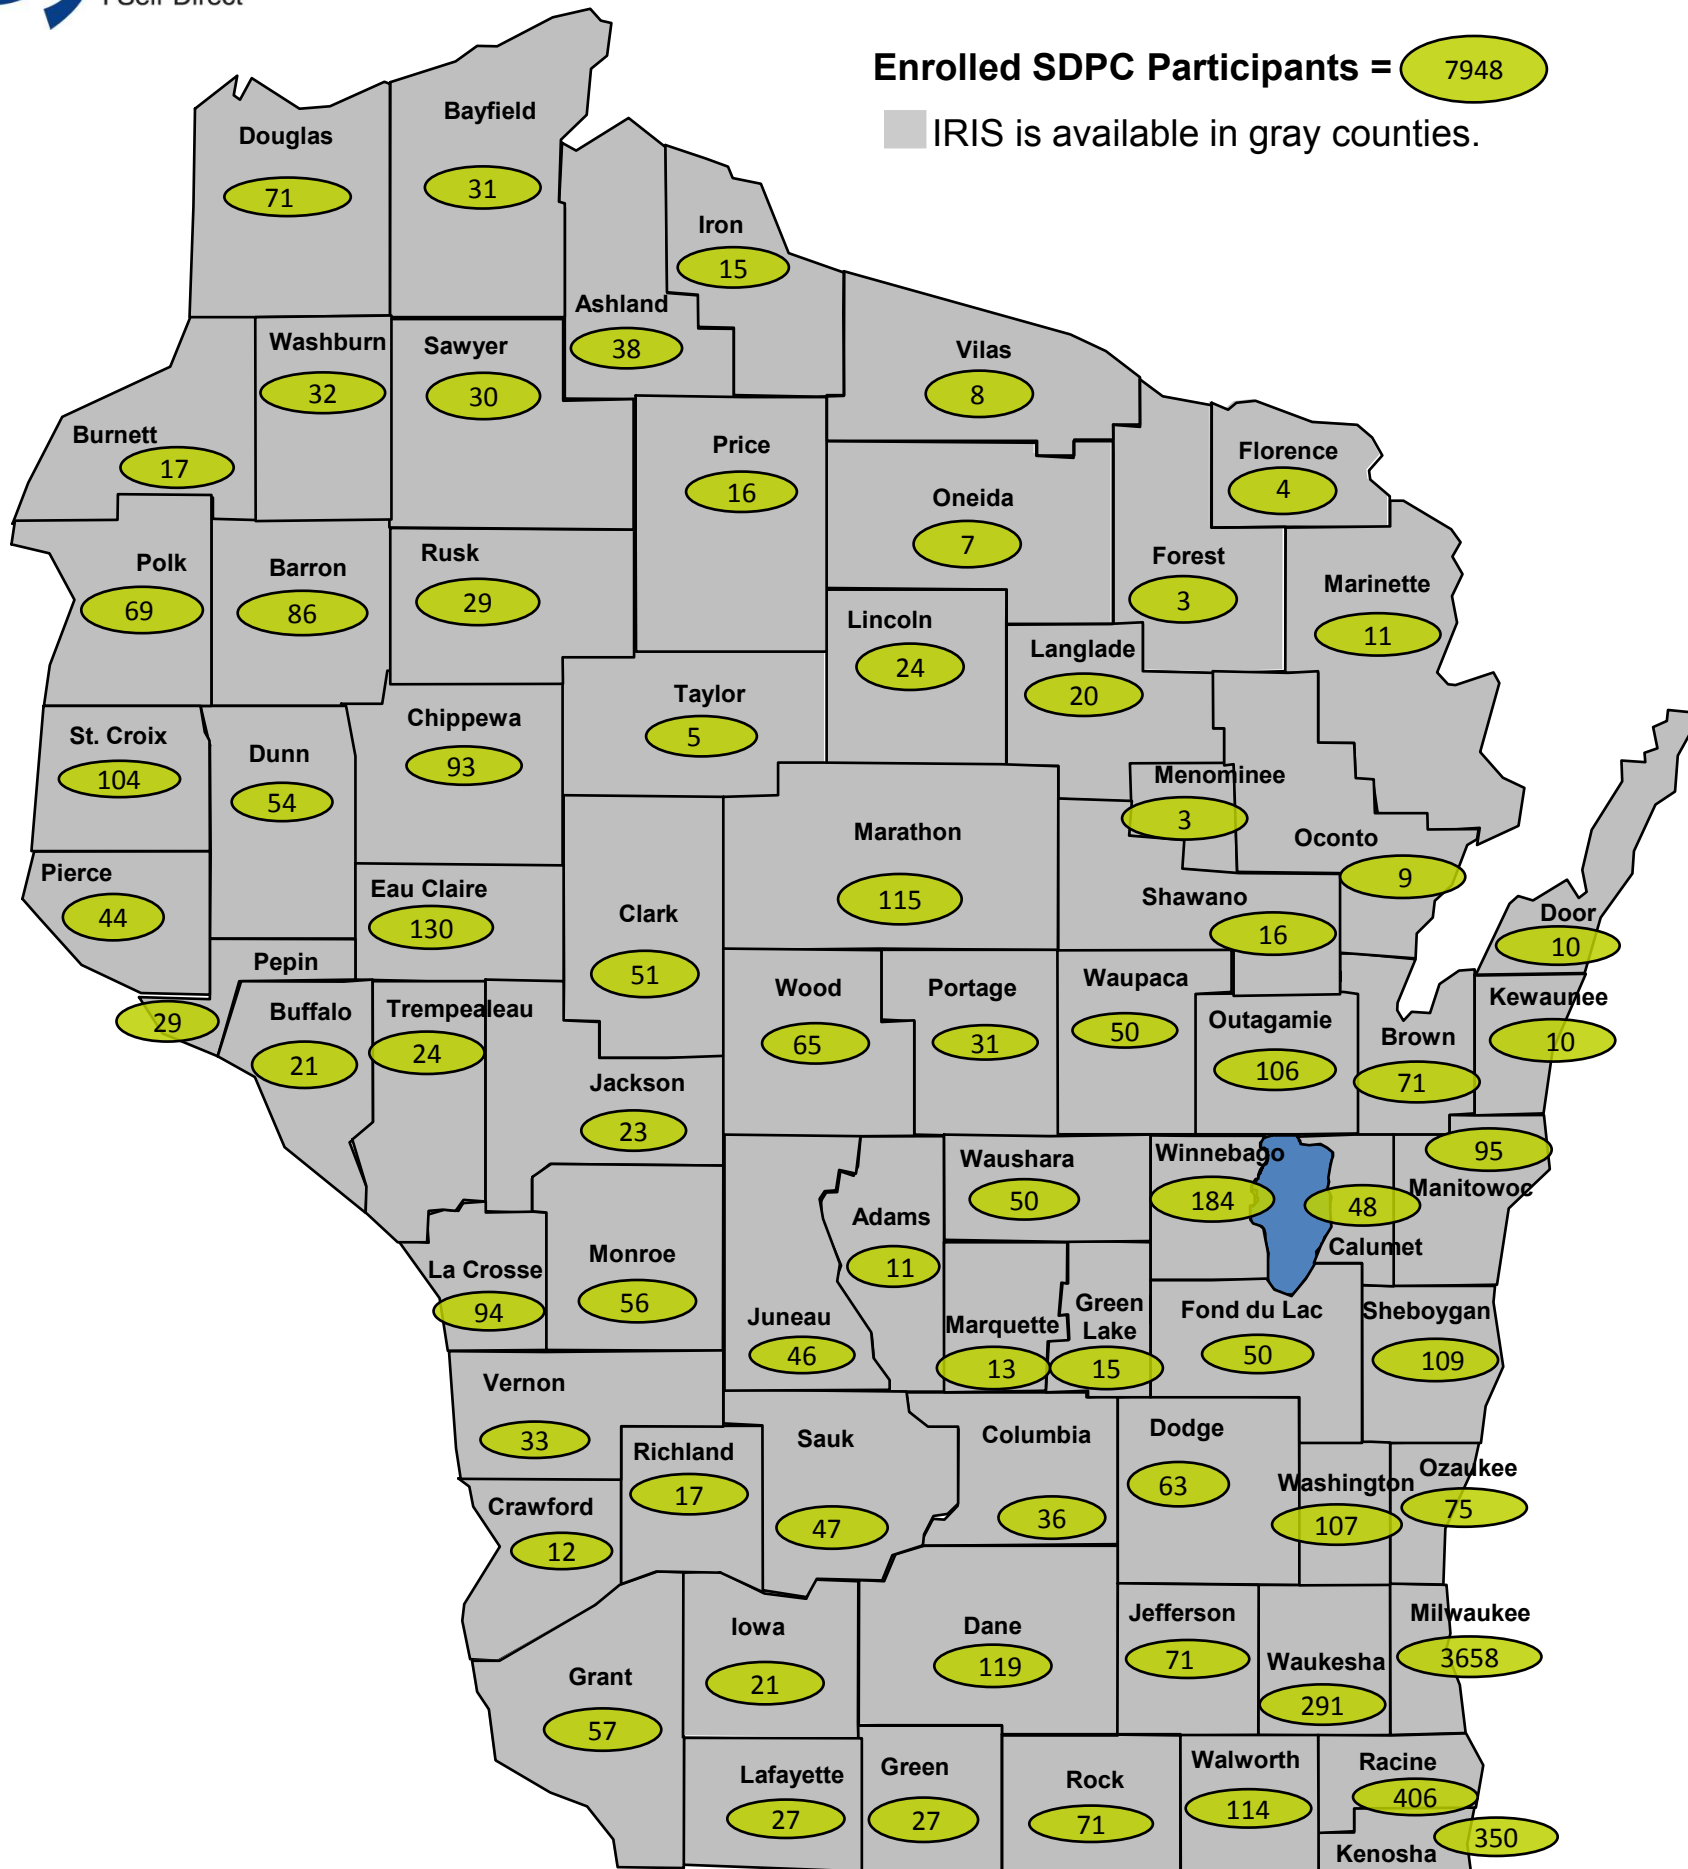 I Self-Direct
Enrolled SDPC Participants = 7948
IRIS is available in gray counties.
Douglas
71
Bayfield
31
Iron
15
Ashland
38
Washburn
32
Sawyer
30
Vilas
8
Burnett
17
Price
16
Florence
4
Oneida
7
Polk
69
Barron
86
Rusk
29
Forest
3
Marinette
11
Lincoln
24
Langlade
20
Taylor
5
St. Croix
104
Dunn
54
Chippewa
93
Menominee
3
Marathon
115
Oconto
9
Pierce
44
Eau Claire
130
Clark
51
Shawano
16
Door
10
Pepin
29
Buffalo
21
Trempealeau
24
Wood
65
Portage
31
Waupaca
50
Outagamie
106
Brown
71
Kewaunee
10
Jackson
23
Waushara
50
Winnebago
184
48
Calumet
95
Manitowoc
Adams
11
La Crosse
94
Monroe
56
Juneau
46
Marquette
13
Green
Lake
15
Fond du Lac
50
Sheboygan
109
Vernon
33
Richland
17
Sauk
47
Columbia
36
Dodge
63
Washington
107
Ozaukee
75
Crawford
12
Iowa
21
Dane
119
Jefferson
71
Waukesha
291
Milwaukee
3658
Grant
57
Lafayette
27
Green
27
Rock
71
Walworth
114
Racine
406
350
Kenosha